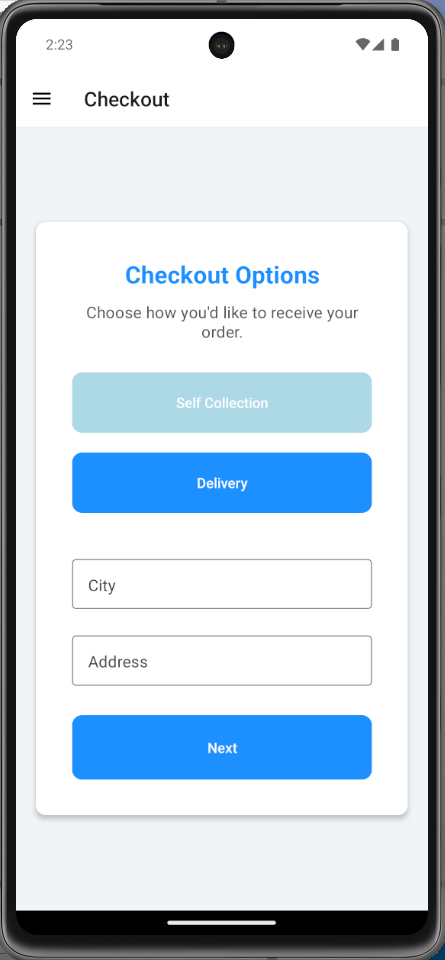 2:23
Checkout
Checkout Options
Choose how you'd like to receive your
order.
Self Collection
Delivery
City
Address
Next